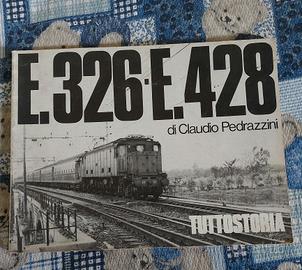 E.326·E.428
di Claudio Pedrazzini
TUTTOSTORIA